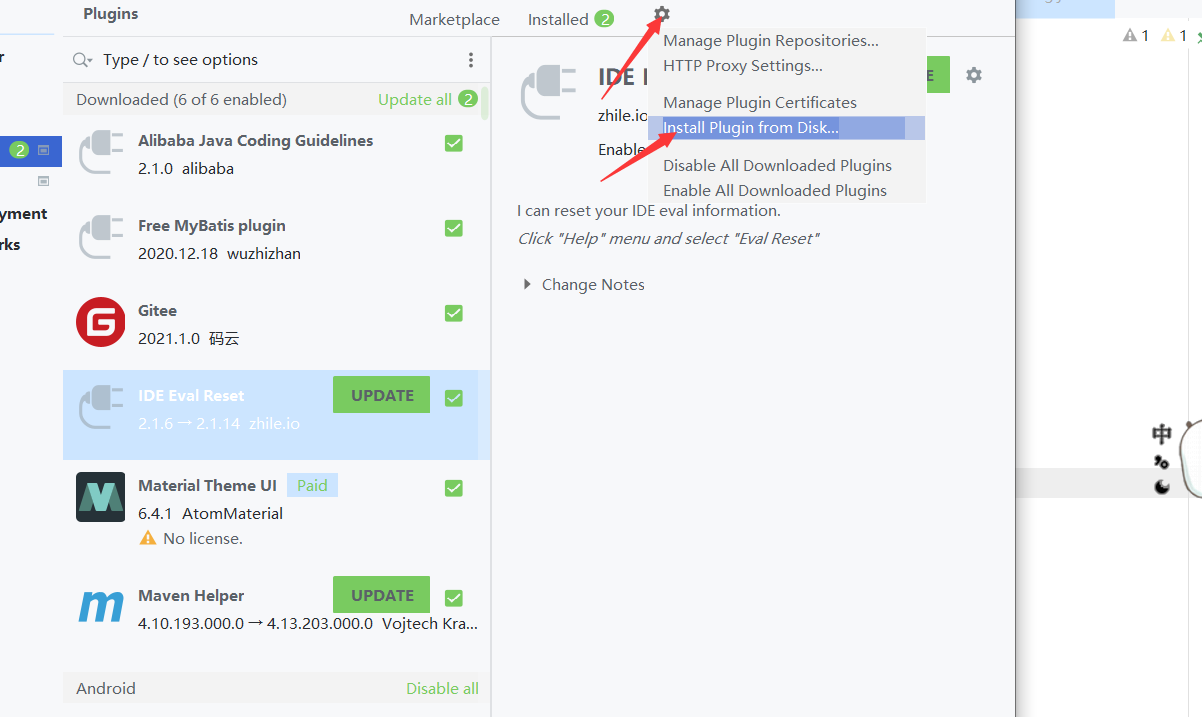 Plugins
Marketplace
Installed 2
Type / to see options
Downloaded (6 of 6 enabled)
Update all 2
Alibaba Java Coding Guidelines
2.1.0 alibaba
Free MyBatis plugin
2020.12.18 wuzhizhan
Gitee
2021.1.0 码云
IDE Eval Reset
UPDATE
2.1.6 → 2.1.14 zhile.io
Material Theme UI Paid
6.4.1 AtomMaterial
No license.
Maven Helper
UPDATE
4.10.193.000.0 → 4.13.203.000.0 Vojtech Kra...
Android
Disable all
2
yment
rks
IDE
zhile.io
Enable
Manage Plugin Repositories...
HTTP Proxy Settings...
Manage Plugin Certificates
Install Plugin from Disk...
Disable All Downloaded Plugins
Enable All Downloaded Plugins
I can reset your IDE eval information.
Click "Help" menu and select "Eval Reset"
Change Notes
1
1
中